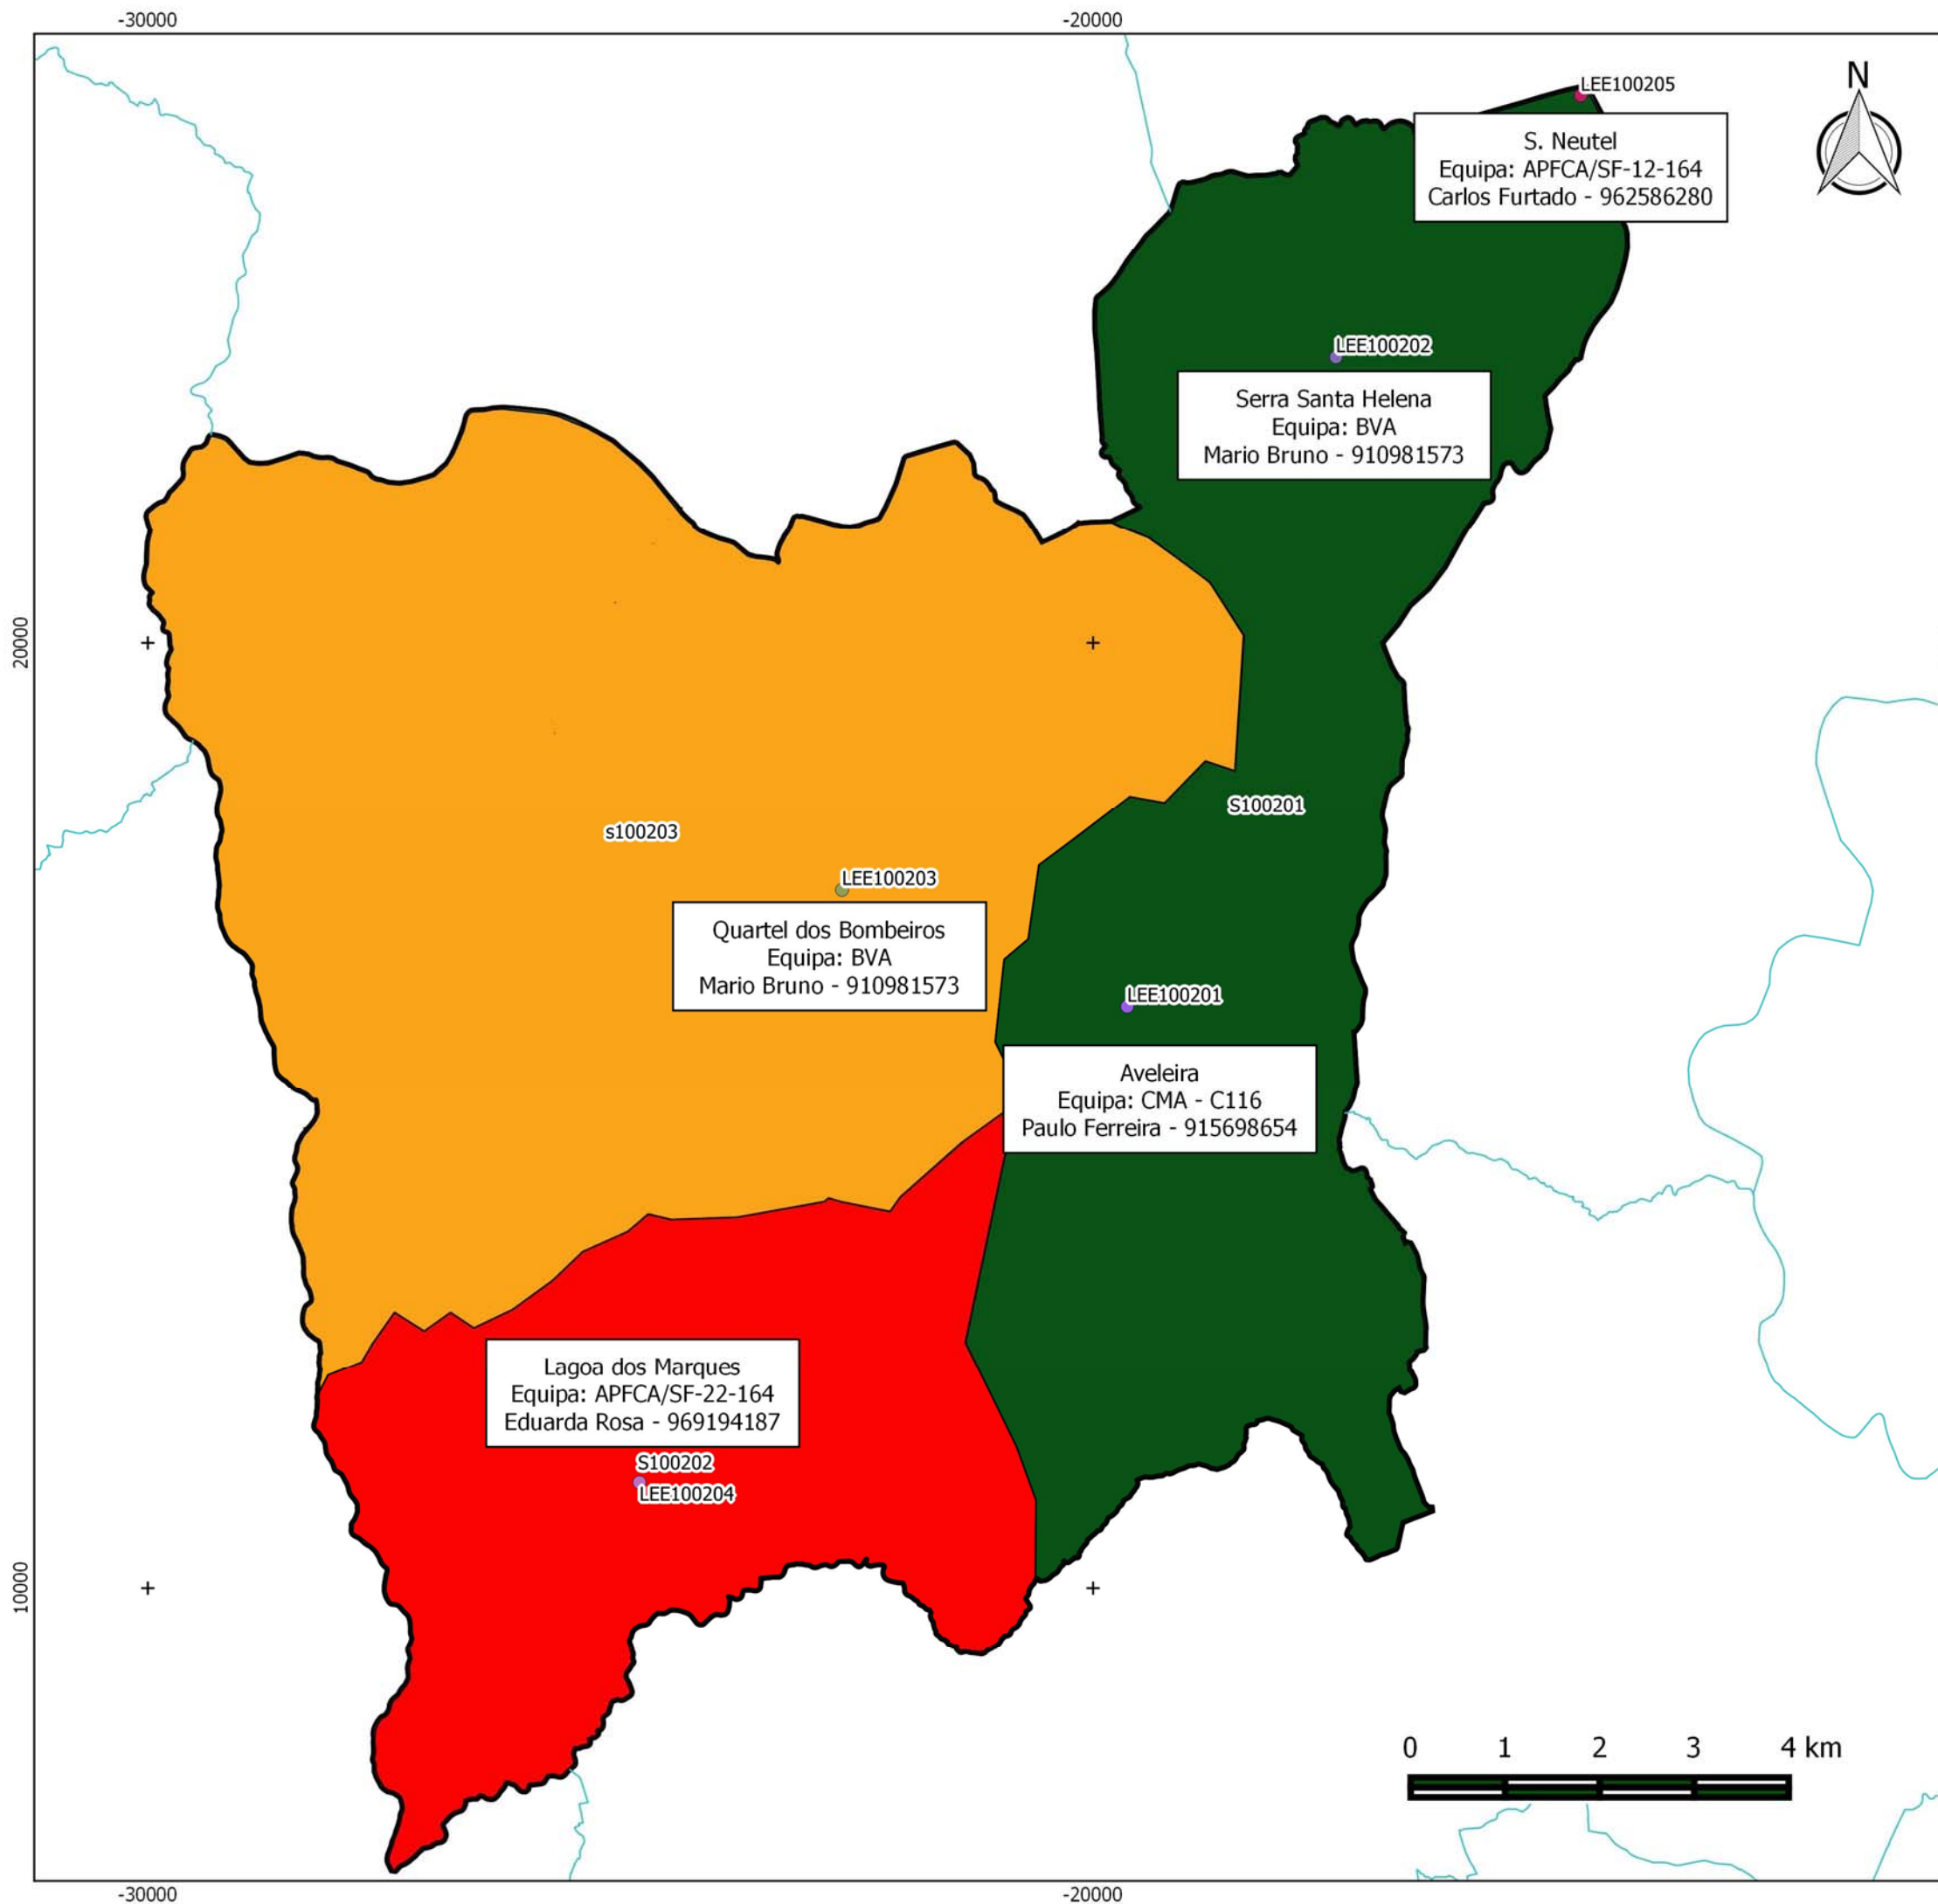 -30000
-20000
N
LEE100205
S. Neutel
Equipa: APFCA/SF-12-164
Carlos Furtado - 962586280
LEE100202
Serra Santa Helena
Equipa: BVA
Mario Bruno - 910981573
20000
S100201
s100203
LEE100203
Quartel dos Bombeiros
Equipa: BVA
Mario Bruno - 910981573
LEE100201
Aveleira
Equipa: CMA - C116
Paulo Ferreira - 915698654
Lagoa dos Marques
Equipa: APFCA/SF-22-164
Eduarda Rosa - 969194187
S100202
LEE100204
10000
0 1 2 3 4 km
-30000
-20000